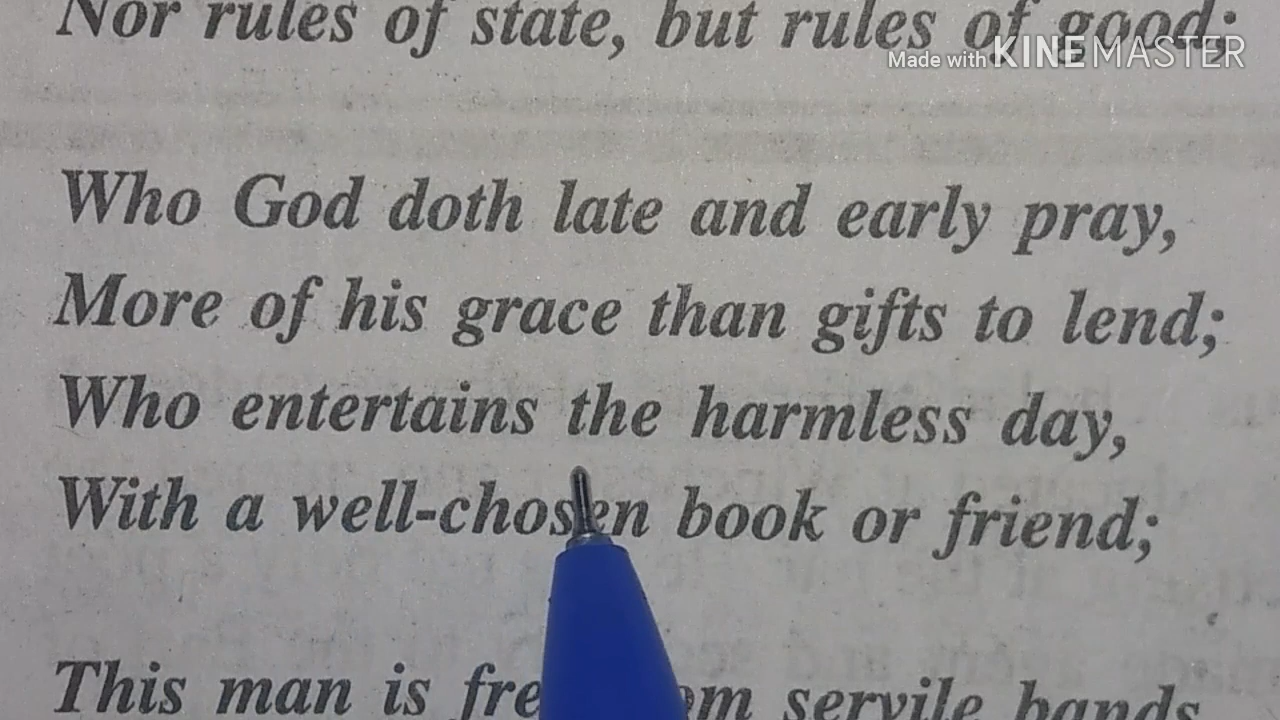 Nor rules of state, but rules of good;
Made with KINEMASTER
Who God doth late and early pray,
More of his grace than gifts to lend;
Who entertains the harmless day,
With a well-chosen book or friend;
This man is servile bands